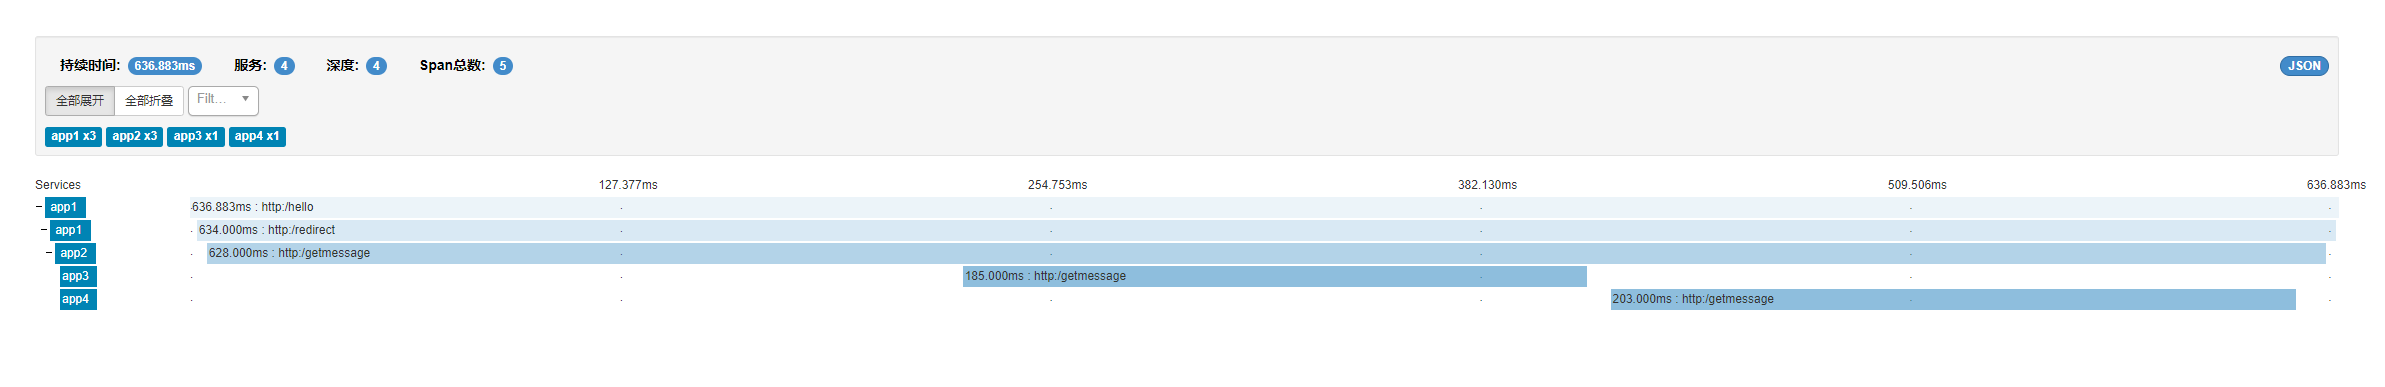 持续时间: 636.883ms 服务: 4 深度: 4 Span总数: 5 JSON
全部展开 全部折叠 Filt...
app1 x3 app2 x3 app3 x1 app4 x1
Services 127.377ms 254.753ms 382.130ms 509.506ms 636.883ms
app1 636.883ms : http:/hello
app1 634.000ms : http:/redirect
app2 628.000ms : http:/getmessage
app3 185.000ms : http:/getmessage
app4 203.000ms : http:/getmessage